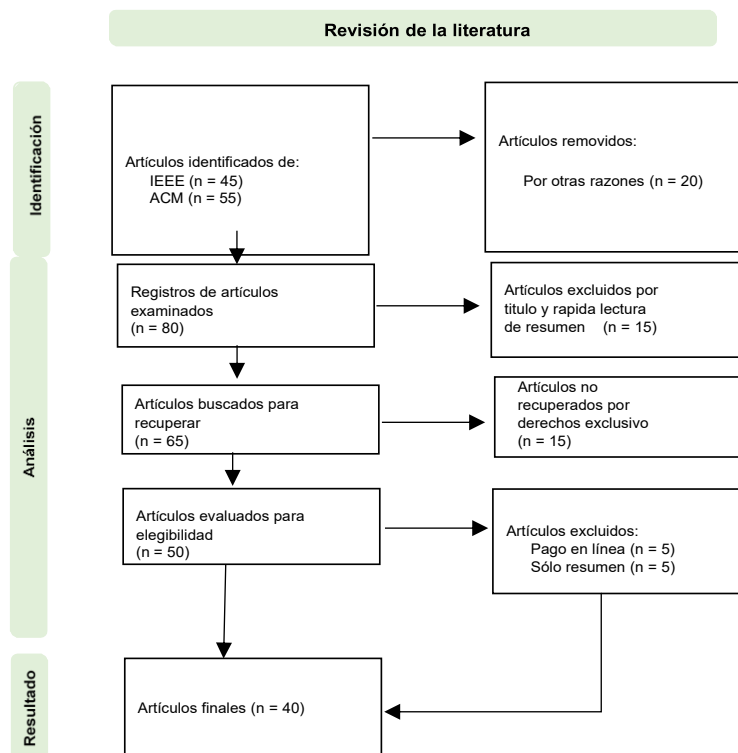 Revisión de la literatura
Identificación
Artículos identificados de:
IEEE (n = 45)
ACM (n = 55)
Artículos removidos:
Por otras razones (n = 20)
Análisis
Registros de artículos
examinados
(n = 80)
Artículos excluidos por
titulo y rapida lectura
de resumen (n = 15)
Artículos buscados para
recuperar
(n = 65)
Artículos no
recuperados por
derechos exclusivo
(n = 15)
Artículos evaluados para
elegibilidad
(n = 50)
Artículos excluidos:
Pago en línea (n = 5)
Sólo resumen (n = 5)
Resultado
Artículos finales (n = 40)